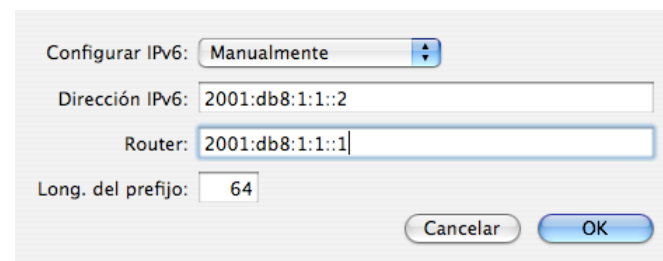 Configurar IPv6: Manualmente
Dirección IPv6: 2001:db8:1:1::2
Router: 2001:db8:1:1::1
Long. del prefijo: 64
Cancelar OK